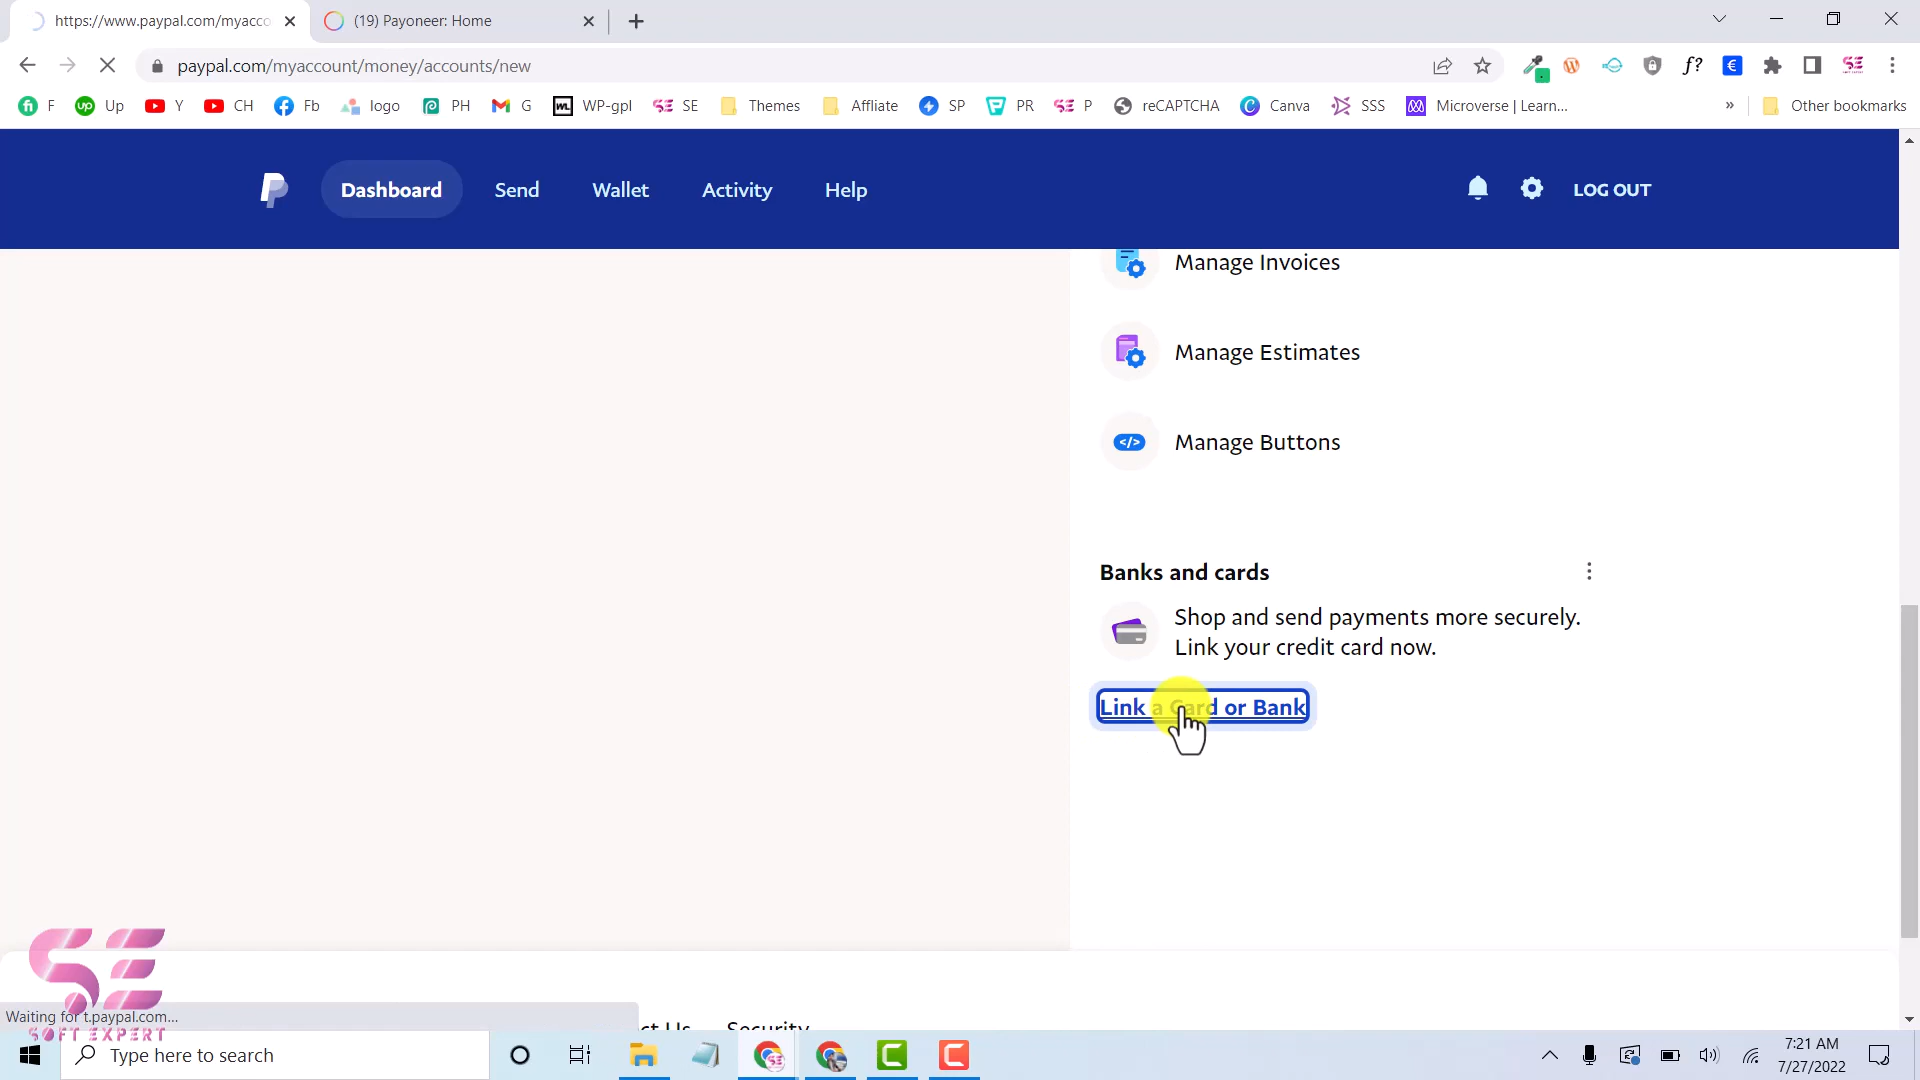 https://www.paypal.com/myacco
(19) Payoneer: Home
paypal.com/myaccount/money/accounts/new
F
Up
Y
CH
Fb
logo
PH
G
WP-gpl
SE
Themes
Affliate
SP
PR
P
reCAPTCHA
Canva
SSS
Microverse | Learn...
»
Other bookmarks
Dashboard
Send
Wallet
Activity
Help
LOG OUT
Manage Invoices
Manage Estimates
Manage Buttons
Banks and cards
Shop and send payments more securely.
Link your credit card now.
Link a Card or Bank
SE
SOFT EXPERT
Waiting for t.paypal.com...
ct Us
Security
Type here to search
7:21 AM
7/27/2022